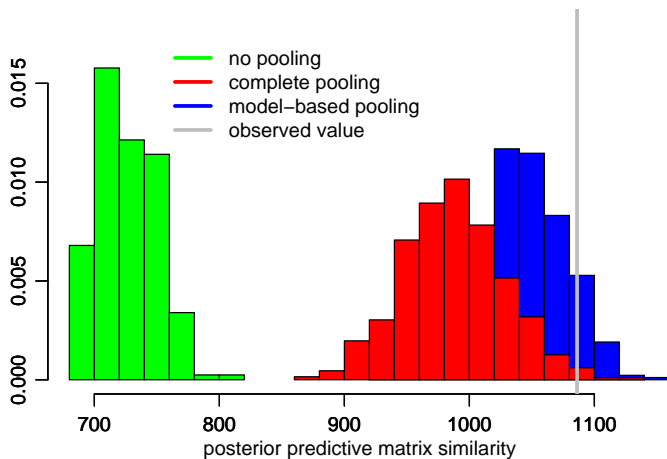 no pooling
complete pooling
model−based pooling
observed value
0.015
0.010
0.005
0.000
700 800 900 1000 1100
posterior predictive matrix similarity